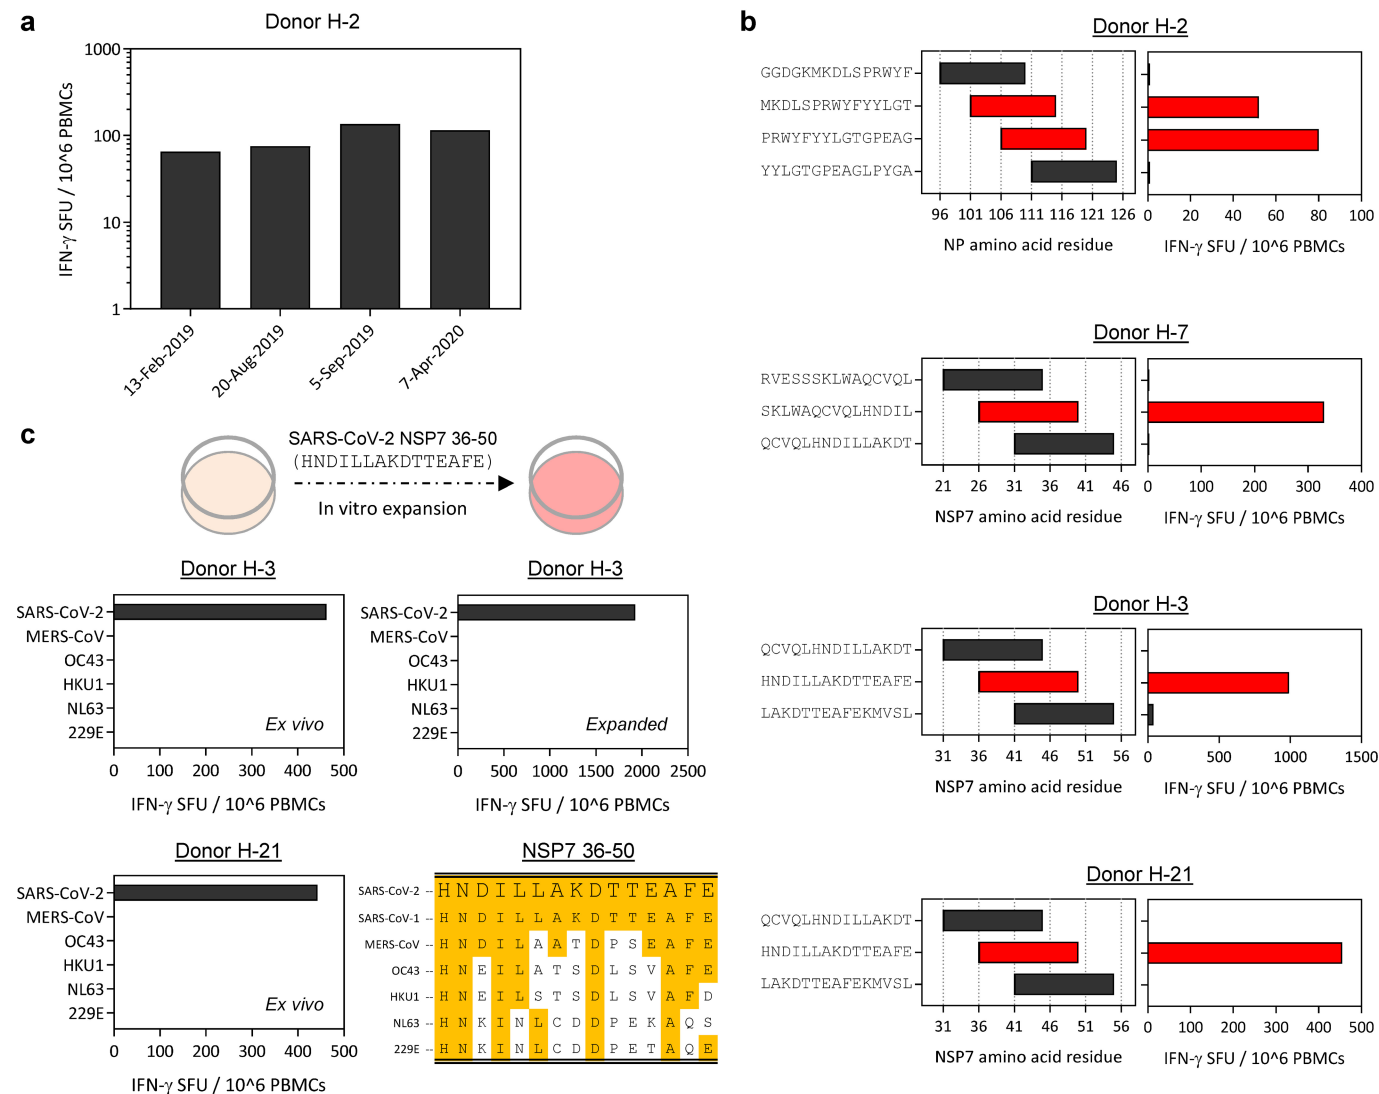 a
Donor H-2
1000
100
10
1
IFN-γ SFU / 10^6 PBMCs
13-Feb-2019
20-Aug-2019
5-Sep-2019
7-Apr-2020
b
Donor H-2
GGDGKMKDLSPRWYF
MKDLSPRWYFYYLGT
PRWYFYYLGTGPEAG
YYLGTGPEAGLPYGA
96 101 106 111 116 121 126
NP amino acid residue
0 20 40 60 80 100
IFN-γ SFU / 10^6 PBMCs
Donor H-7
RVESSSKLWAQCVQL
SKLWAQCVQLHNDIL
QCVQLHNDILLAKDT
21 26 31 36 41 46
NSP7 amino acid residue
0 100 200 300 400
IFN-γ SFU / 10^6 PBMCs
Donor H-3
QCVQLHNDILLAKDT
HNDILLAKDTTEAFE
LAKDTTEAFEKMVSL
31 36 41 46 51 56
NSP7 amino acid residue
0 500 1000 1500
IFN-γ SFU / 10^6 PBMCs
Donor H-21
QCVQLHNDILLAKDT
HNDILLAKDTTEAFE
LAKDTTEAFEKMVSL
31 36 41 46 51 56
NSP7 amino acid residue
0 100 200 300 400 500
IFN-γ SFU / 10^6 PBMCs
c
SARS-CoV-2 NSP7 36-50
(HNDILLAKDTTEAFE)
In vitro expansion
Donor H-3
SARS-CoV-2
MERS-CoV
OC43
HKU1
NL63
229E
Ex vivo
0 100 200 300 400 500
IFN-γ SFU / 10^6 PBMCs
Donor H-3
SARS-CoV-2
MERS-CoV
OC43
HKU1
NL63
229E
Expanded
0 500 1000 1500 2000 2500
IFN-γ SFU / 10^6 PBMCs
Donor H-21
SARS-CoV-2
MERS-CoV
OC43
HKU1
NL63
229E
Ex vivo
0 100 200 300 400 500
IFN-γ SFU / 10^6 PBMCs
NSP7 36-50
SARS-CoV-2 -- H N D I L L A K D T T E A F E
SARS-CoV-1 -- H N D I L L A K D T T E A F E
MERS-CoV -- H N D I L A A T D P S E A F E
OC43 -- H N E I L A T S D L S V A F E
HKU1 -- H N E I L S T S D L S V A F D
NL63 -- H N K I N L C D D P E K A Q S
229E -- H N K I N L C D D P E T A Q E